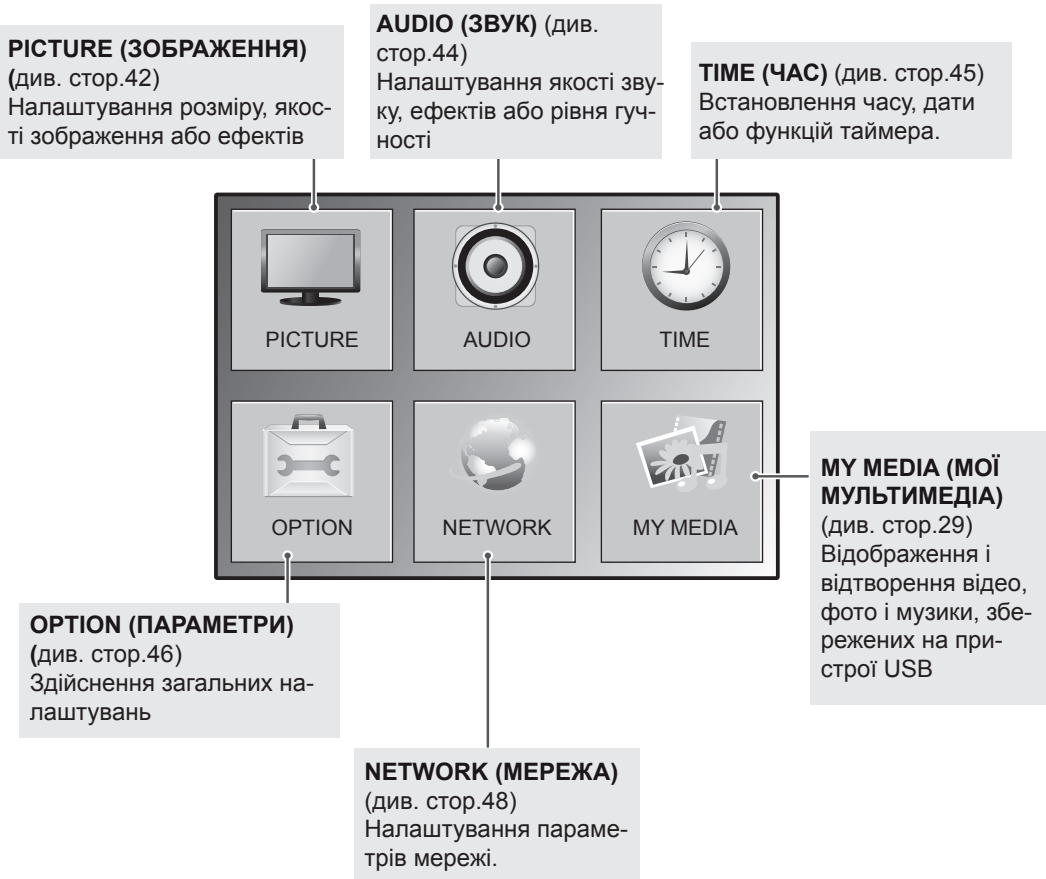 PICTURE (ЗОБРАЖЕННЯ)
(див. стор.42)
Налаштування розміру, якос-
ті зображення або ефектів
AUDIO (ЗВУК) (див.
стор.44)
Налаштування якості зву-
ку, ефектів або рівня гуч-
ності
TIME (ЧАС) (див. стор.45)
Встановлення часу, дати
або функцій таймера.
PICTURE
AUDIO
TIME
OPTION
NETWORK
MY MEDIA
MY MEDIA (МОЇ
МУЛЬТИМЕДІА)
(див. стор.29)
Відображення і
відтворення відео,
фото і музики, збе-
режених на при-
строї USB
OPTION (ПАРАМЕТРИ)
(див. стор.46)
Здійснення загальних на-
лаштувань
NETWORK (МЕРЕЖА)
(див. стор.48)
Налаштування параме-
трів мережі.